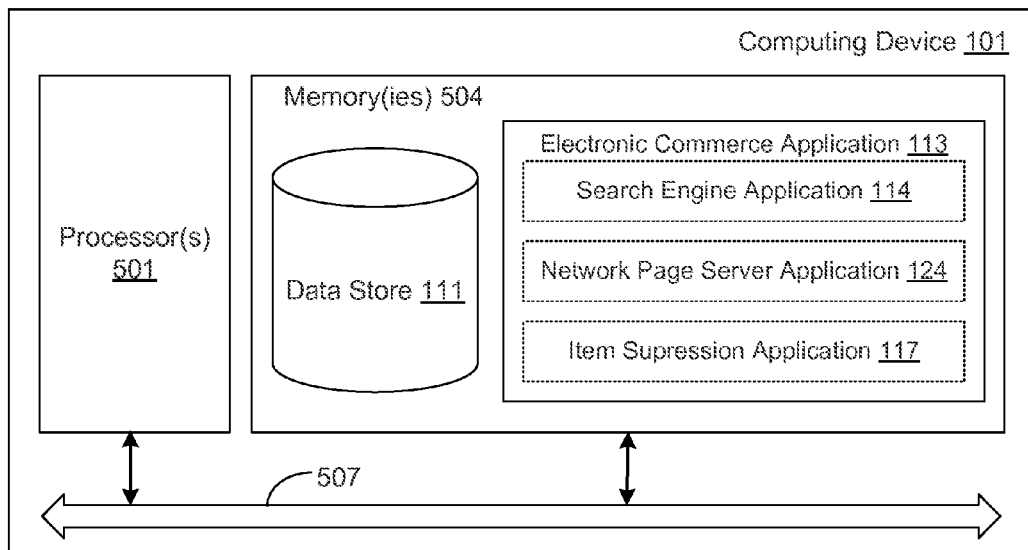 Computing Device 101
Memory(ies) 504
Electronic Commerce Application 113
Search Engine Application 114
Processor(s)
501
Data Store 111
Network Page Server Application 124
Item Supression Application 117
507